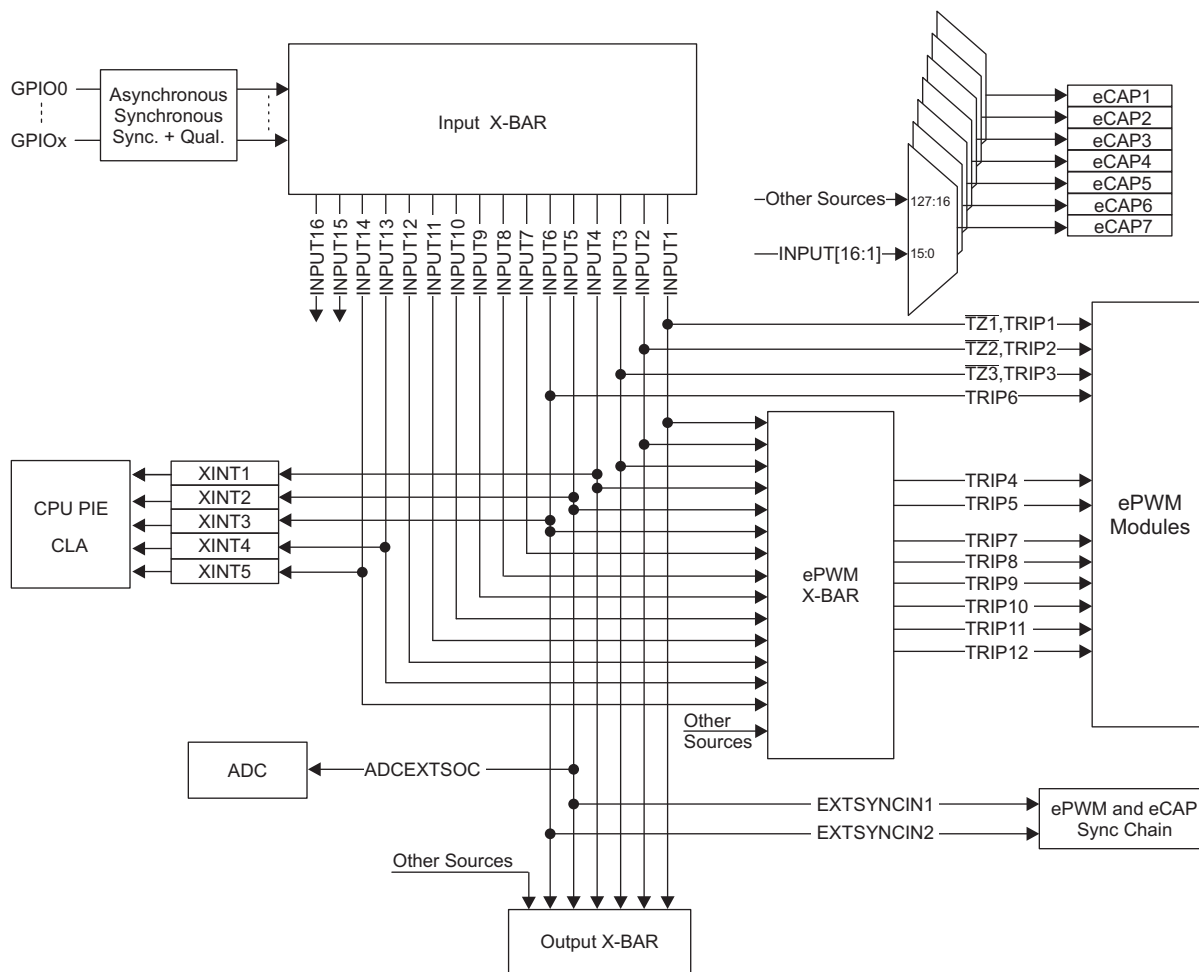 GPIO0
GPIOx
Asynchronous
Synchronous
Sync. + Qual.
Input X-BAR
INPUT16
INPUT15
INPUT14
INPUT13
INPUT12
INPUT11
INPUT10
INPUT9
INPUT8
INPUT7
INPUT6
INPUT5
INPUT4
INPUT3
INPUT2
INPUT1
Other Sources
INPUT[16:1]
127:16
15:0
eCAP1
eCAP2
eCAP3
eCAP4
eCAP5
eCAP6
eCAP7
TZ1,TRIP1
TZ2,TRIP2
TZ3,TRIP3
TRIP6
CPU PIE
CLA
XINT1
XINT2
XINT3
XINT4
XINT5
ePWM
X-BAR
Other
Sources
TRIP4
TRIP5
TRIP7
TRIP8
TRIP9
TRIP10
TRIP11
TRIP12
ePWM
Modules
ADC
ADCEXTSOC
EXTSYNCIN1
EXTSYNCIN2
ePWM and eCAP
Sync Chain
Other Sources
Output X-BAR